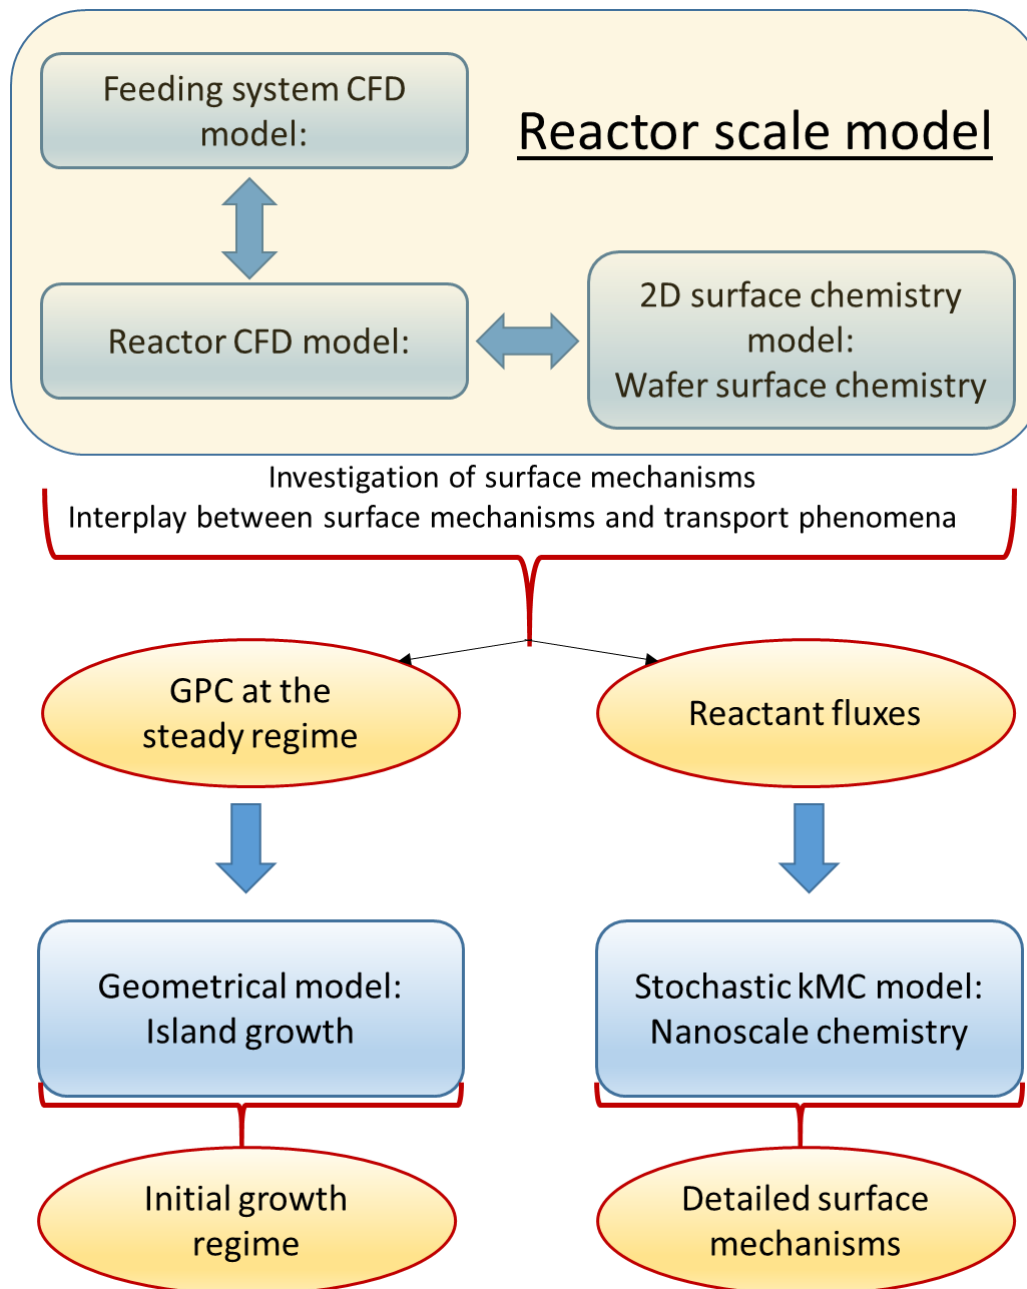 Feeding system CFD
model:
Reactor scale model
Reactor CFD model:
2D surface chemistry
model:
Wafer surface chemistry
Investigation of surface mechanisms
Interplay between surface mechanisms and transport phenomena
GPC at the
steady regime
Reactant fluxes
Geometrical model:
Island growth
Stochastic kMC model:
Nanoscale chemistry
Initial growth
regime
Detailed surface
mechanisms